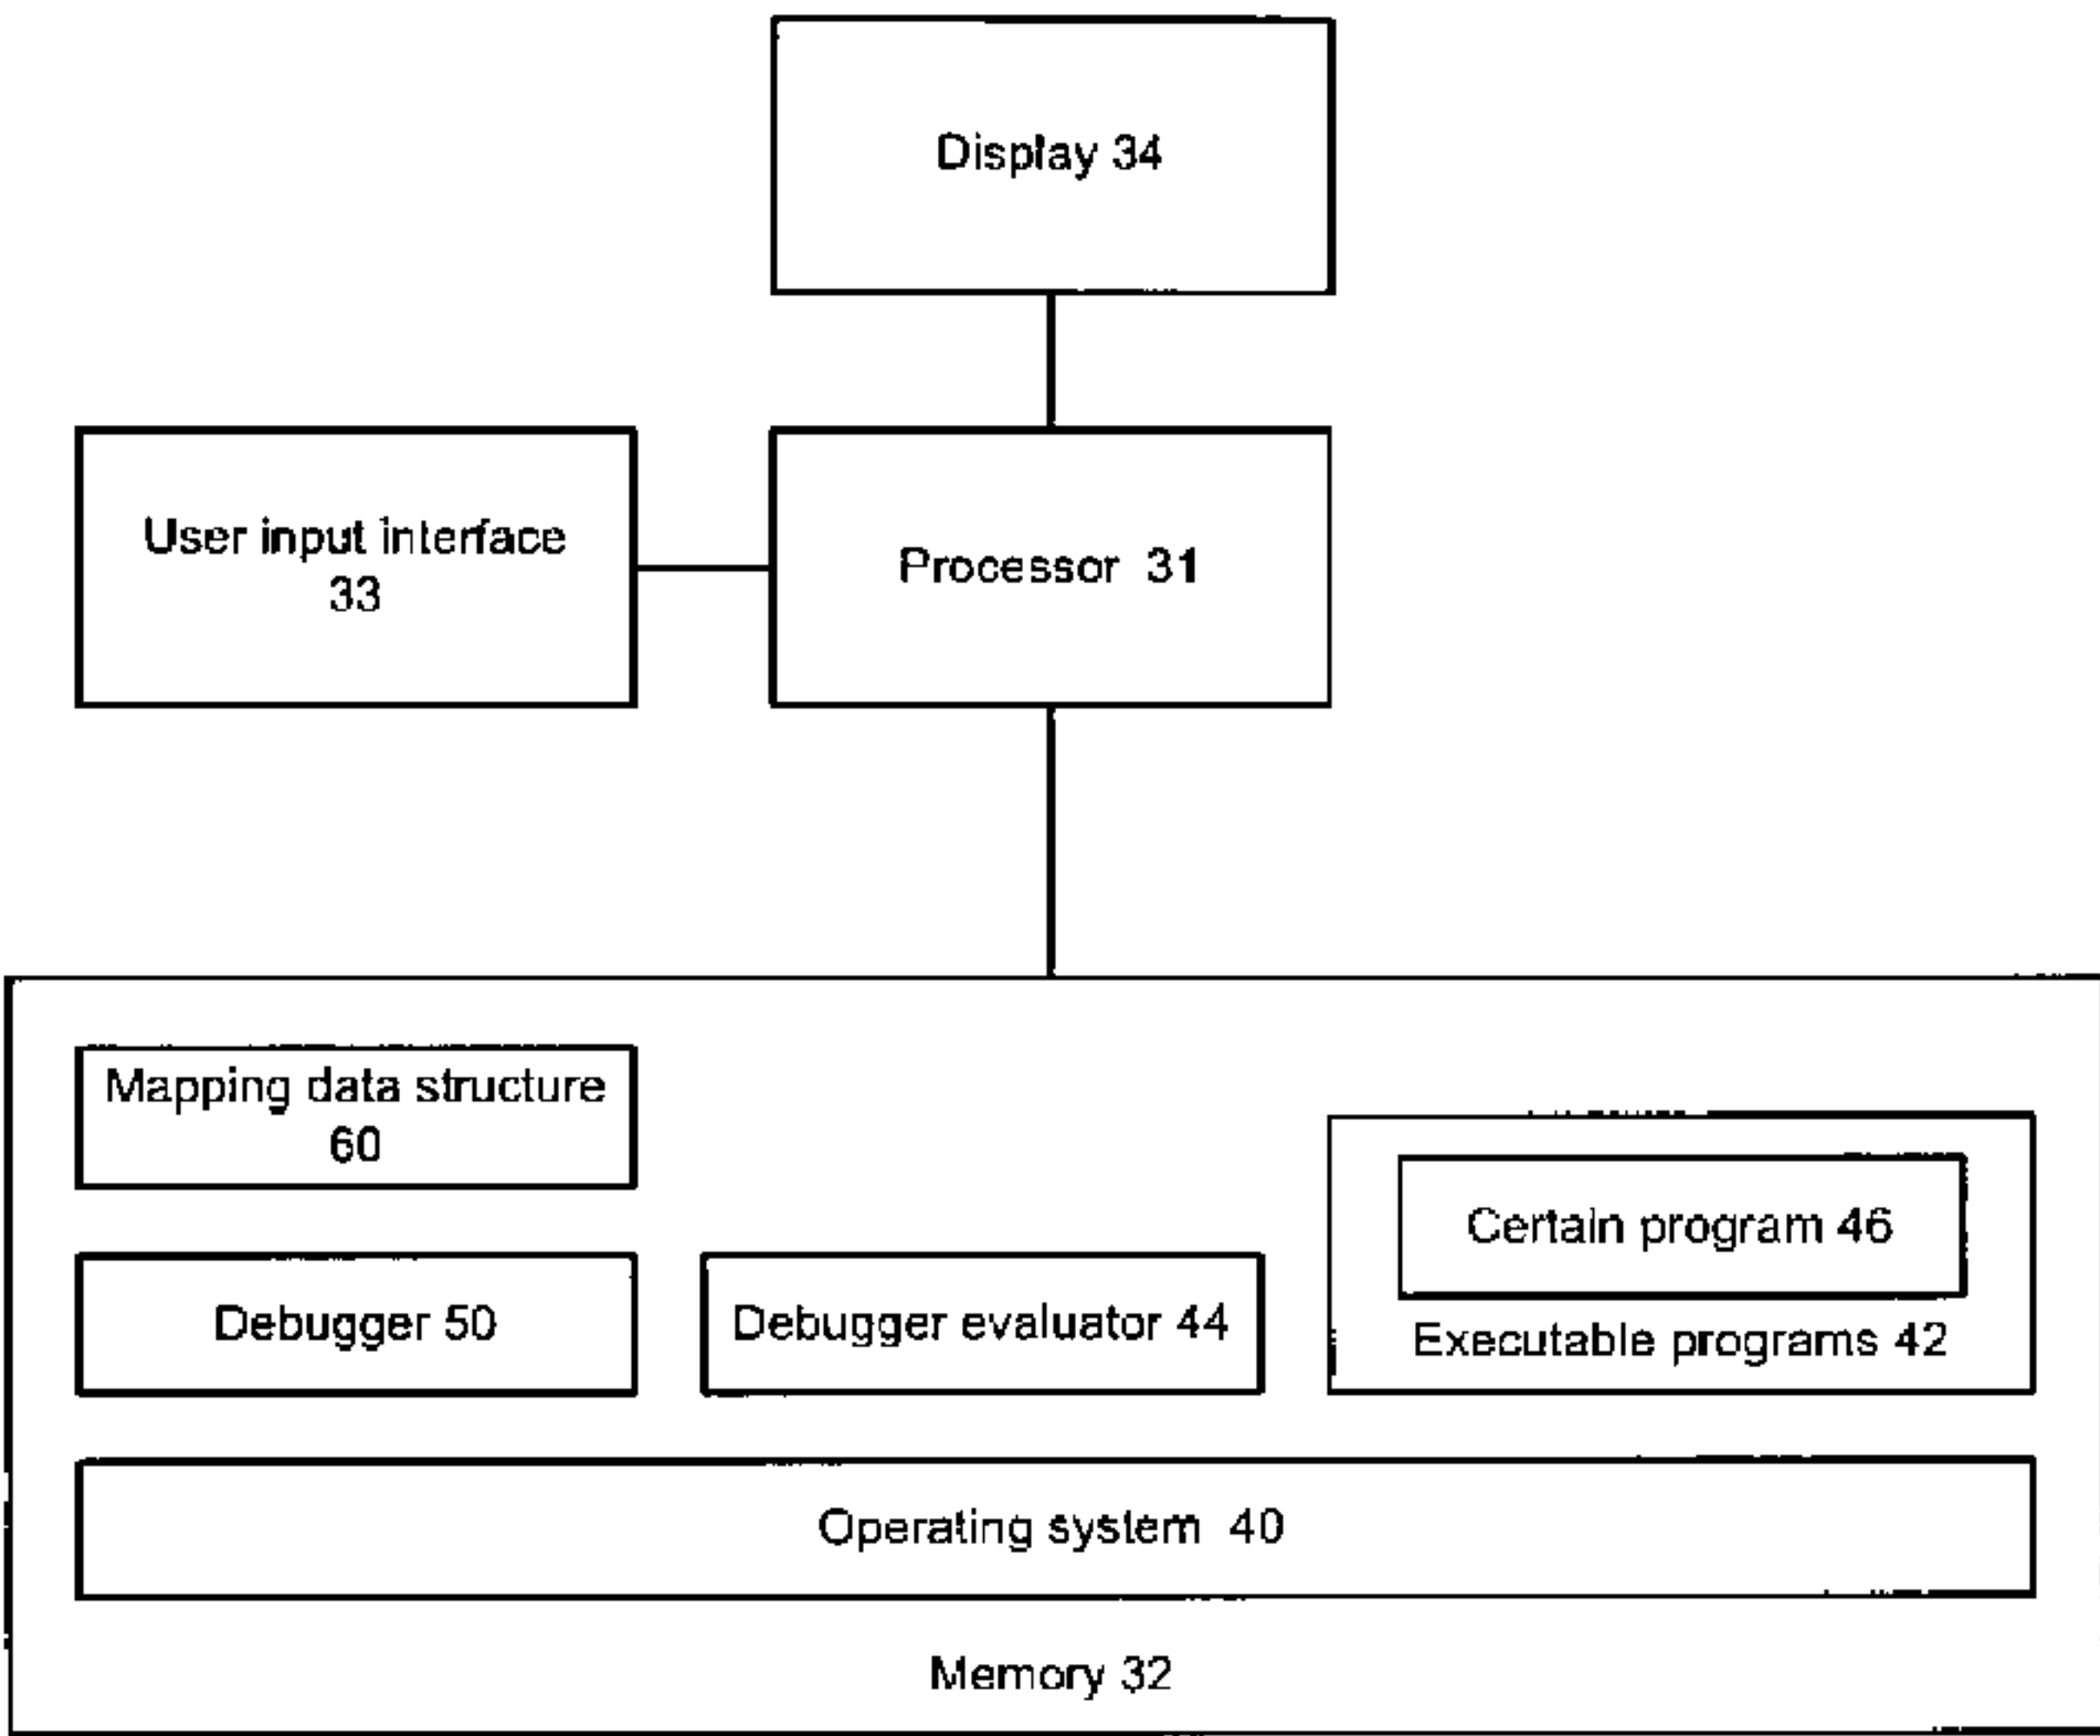 Display 34
User input interface
33
Processor 31
Mapping data structure
60
Certain program 46
Debugger 50
Debugger evaluator 44
Executable programs 42
Operating system 40
Memory 32